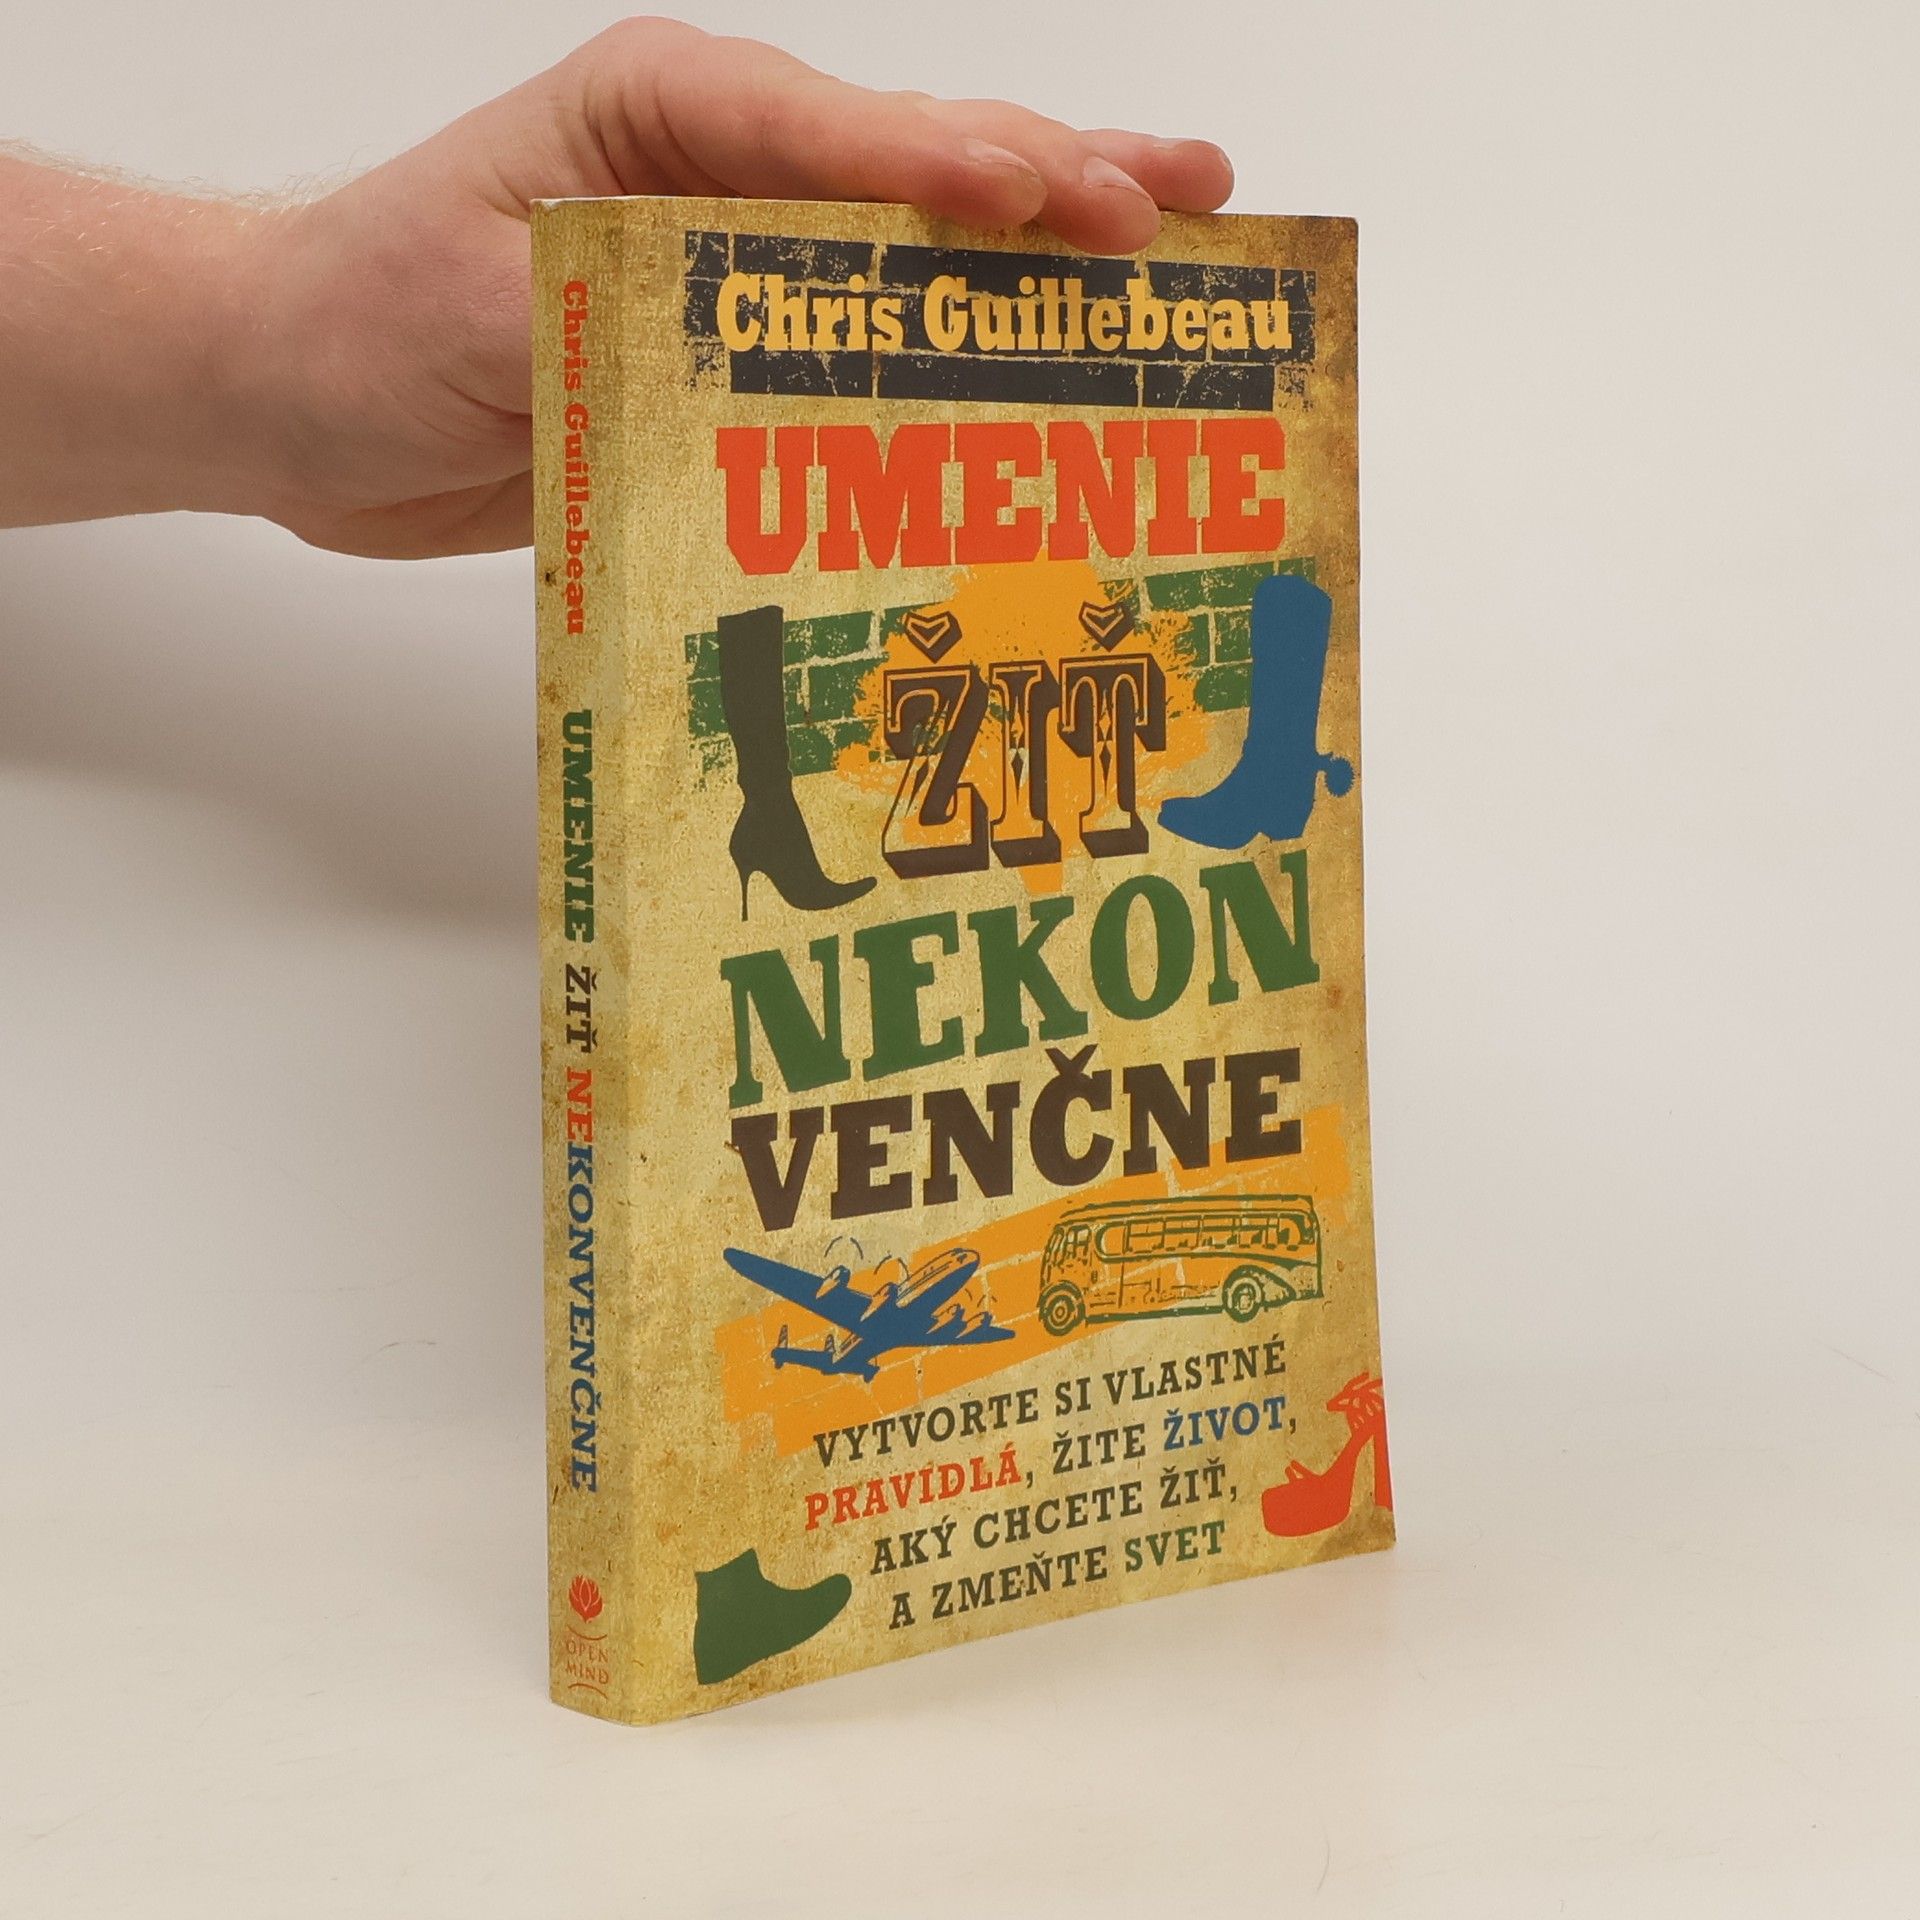 Chris Guillebeau
UMENIE
ŽIŤ
NEKON
VENČNE
VYTVORTE SI VLASTNÉ
PRAVIDLÁ, ŽITE ŽIVOT,
AKÝ CHCETE ŽIŤ,
A ZMEŇTE SVET
Chris Guillebeau UMENIE ŽIŤ NEKONVENČNE
OPEN
MIND